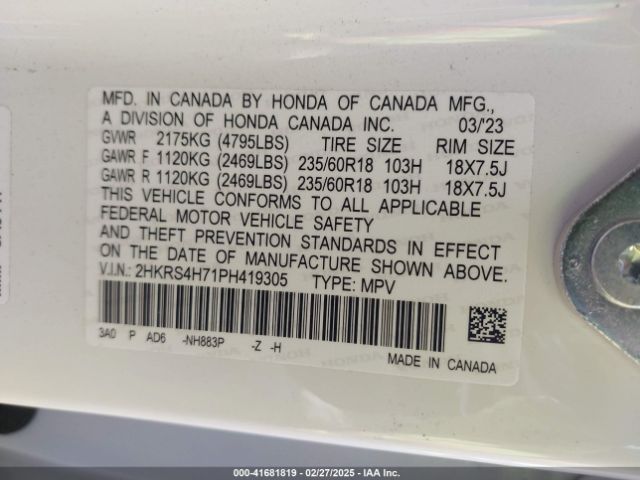 MFD. IN CANADA BY HONDA OF CANADA MFG.,
A DIVISION OF HONDA CANADA INC. 03/'23
GVWR 2175KG (4795LBS) TIRE SIZE RIM SIZE
GAWR F 1120KG (2469LBS) 235/60R18 103H 18X7.5J
GAWR R 1120KG (2469LBS) 235/60R18 103H 18X7.5J
THIS VEHICLE CONFORMS TO ALL APPLICABLE
FEDERAL MOTOR VEHICLE SAFETY
AND THEFT PREVENTION STANDARDS IN EFFECT
ON THE DATE OF MANUFACTURE SHOWN ABOVE.
V.I.N.: 2HKRS4H71PH419305 TYPE: MPV
3A0 P AD6 -NH883P -Z -H
MADE IN CANADA
000-41681819 / 02/27/2025 - IAAI.com